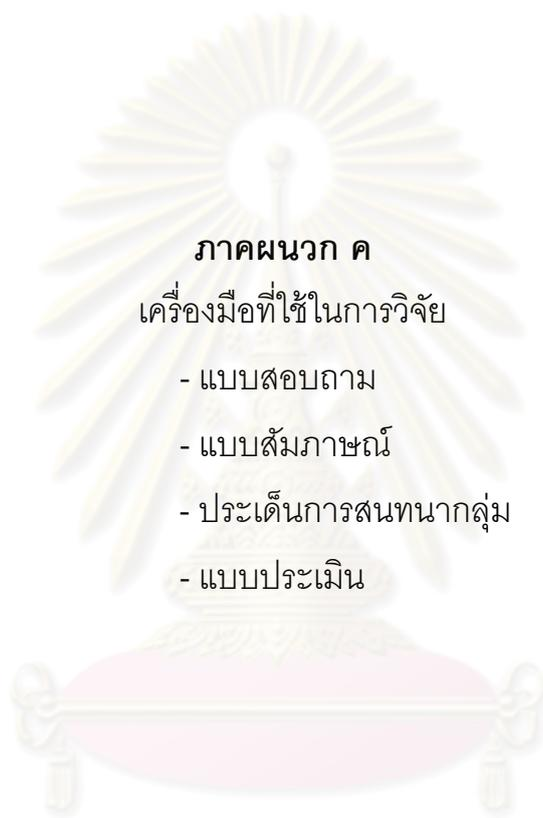 ภาคผนวก ค
เครื่องมือที่ใช้ในการวิจัย
- แบบสอบถาม
- แบบสัมภาษณ์
- ประเด็นการสนทนากลุ่ม
- แบบประเมิน